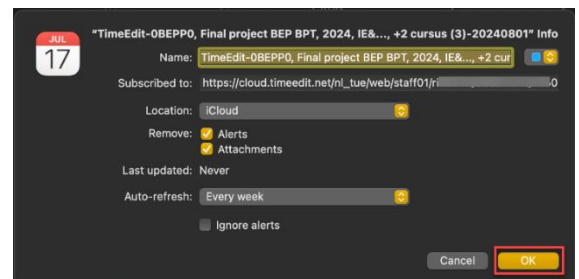 "TimeEdit-0BEPP0, Final project BEP BPT, 2024, IE&..., +2 cursus (3)-20240801" Info
JUL
17
Name: TimeEdit-0BEPP0, Final project BEP BPT, 2024, IE&..., +2 cur
Subscribed to: https://cloud.timeedit.net/nl_tue/web/staff01/ri 0
Location: iCloud
Remove: Alerts
Attachments
Last updated: Never
Auto-refresh: Every week
Ignore alerts
Cancel OK